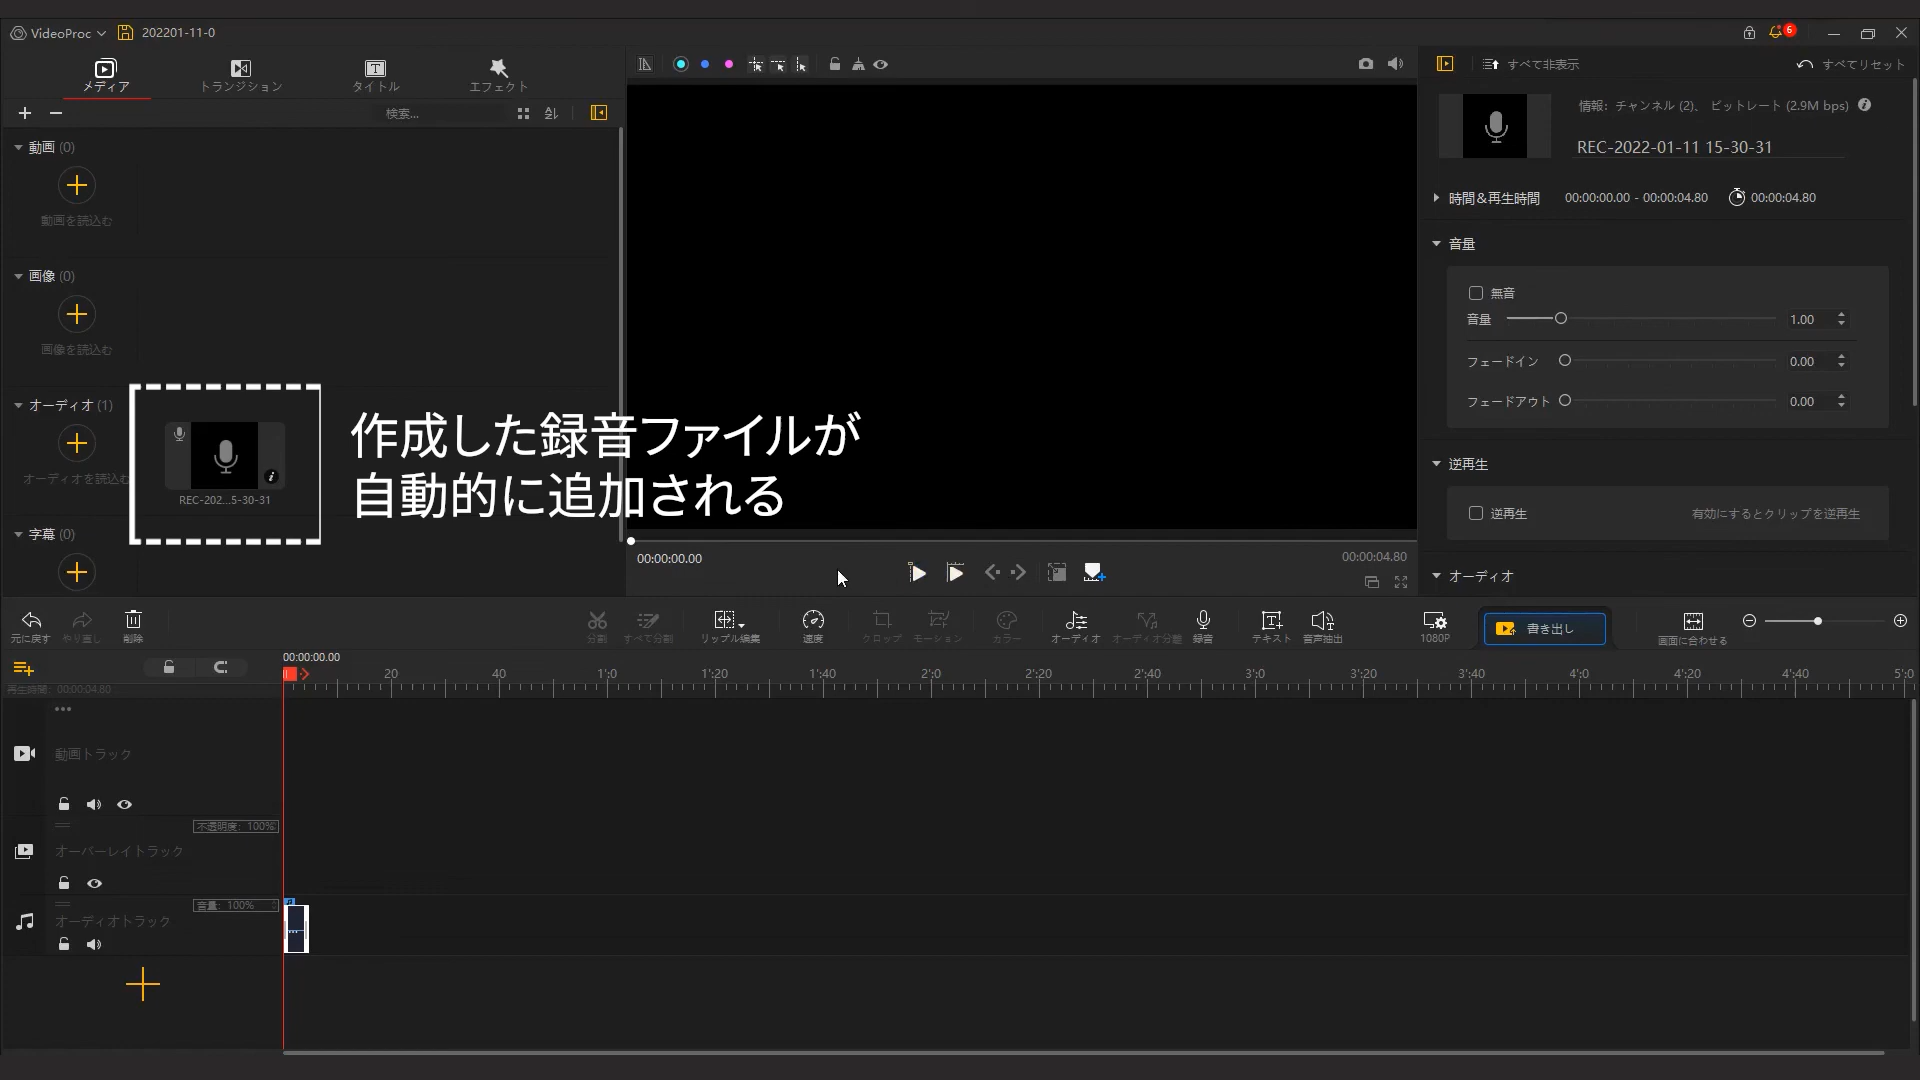 VideoProc
202201-11-0
6
メディア
トランジション
タイトル
エフェクト
すべて非表示
すべてリセット
検索...
情報: チャンネル (2)、 ビットレート (2.9M bps)
REC-2022-01-11 15-30-31
動画 (0)
動画を読込む
時間&再生時間
00:00:00.00 - 00:00:04.80
00:00:04.80
音量
画像 (0)
画像を読込む
無音
音量
1.00
フェードイン
0.00
フェードアウト
0.00
オーディオ (1)
オーディオを読込む
REC-202...5-30-31
作成した録音ファイルが
自動的に追加される
逆再生
逆再生
有効にするとクリップを逆再生
字幕 (0)
00:00:00.00
00:00:04.80
オーディオ
元に戻す
やり直し
削除
分割
すべて分割
リップル編集
速度
クロップ
モーション
カラー
オーディオ
オーディオ分離
録音
テキスト
音声抽出
1080P
書き出し
画面に合わせる
再生時間: 00:00:04.80
00:00:00.00
20
40
1':0
1':20
1':40
2':0
2':20
2':40
3':0
3':20
3':40
4':0
4':20
4':40
5':0
動画トラック
不透明度: 100%
オーバーレイトラック
音量: 100%
オーディオトラック